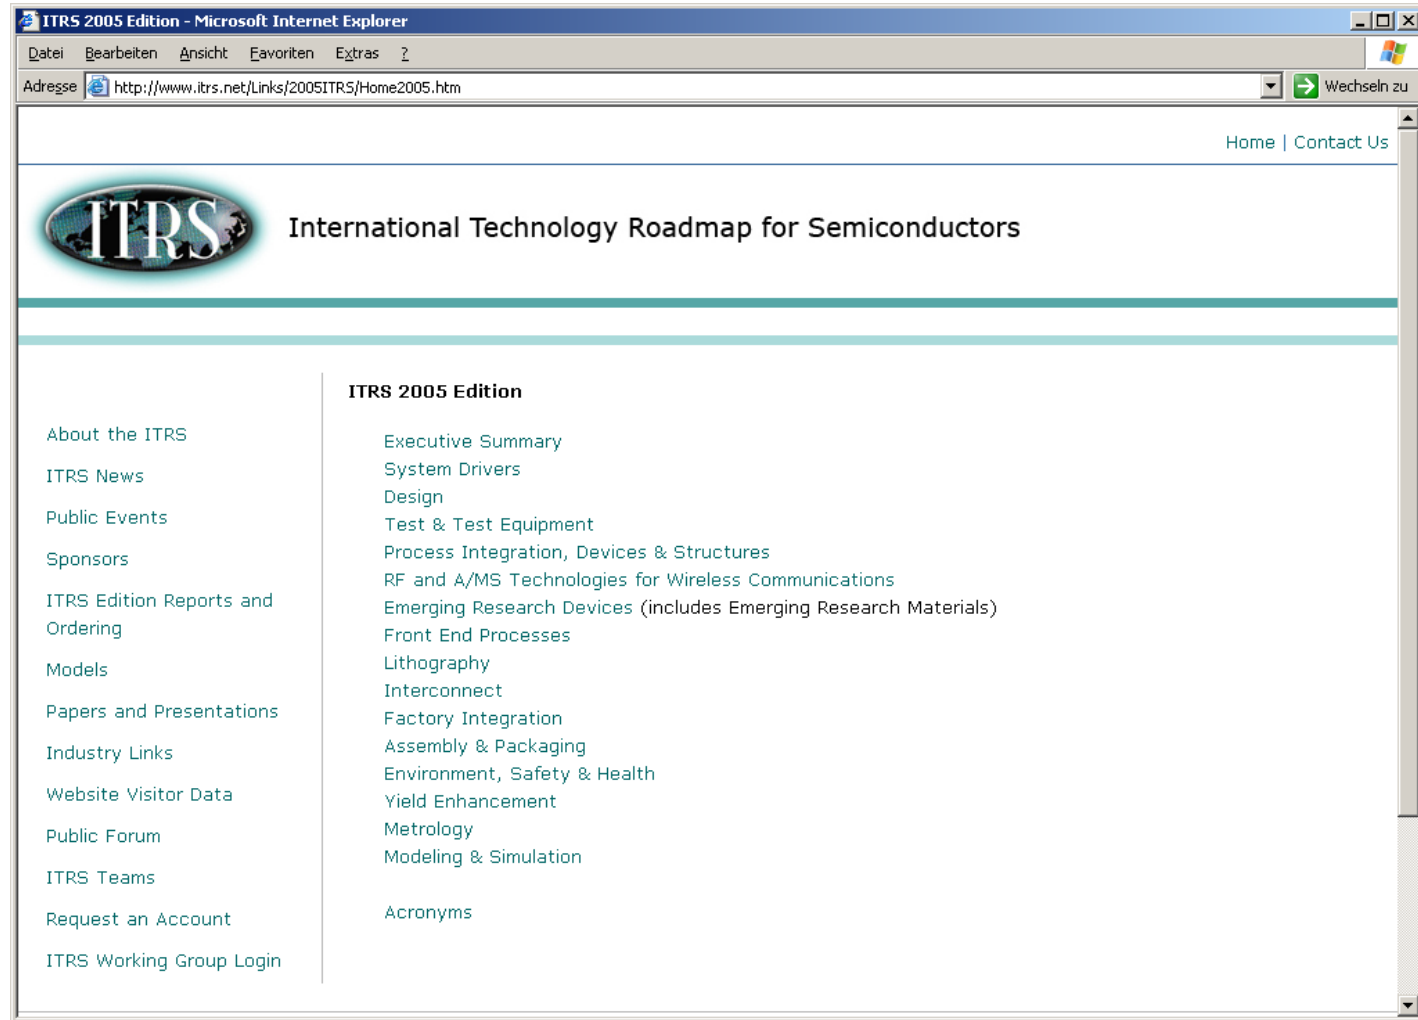 ITRS 2005 Edition - Microsoft Internet Explorer
Datei Bearbeiten Ansicht Favoriten Extras ?
Adresse http://www.itrs.net/Links/2005ITRS/Home2005.htm Wechseln zu
Home | Contact Us
ITRS International Technology Roadmap for Semiconductors
ITRS 2005 Edition
About the ITRS
ITRS News
Public Events
Sponsors
ITRS Edition Reports and
Ordering
Models
Papers and Presentations
Industry Links
Website Visitor Data
Public Forum
ITRS Teams
Request an Account
ITRS Working Group Login
Executive Summary
System Drivers
Design
Test & Test Equipment
Process Integration, Devices & Structures
RF and A/MS Technologies for Wireless Communications
Emerging Research Devices (includes Emerging Research Materials)
Front End Processes
Lithography
Interconnect
Factory Integration
Assembly & Packaging
Environment, Safety & Health
Yield Enhancement
Metrology
Modeling & Simulation
Acronyms